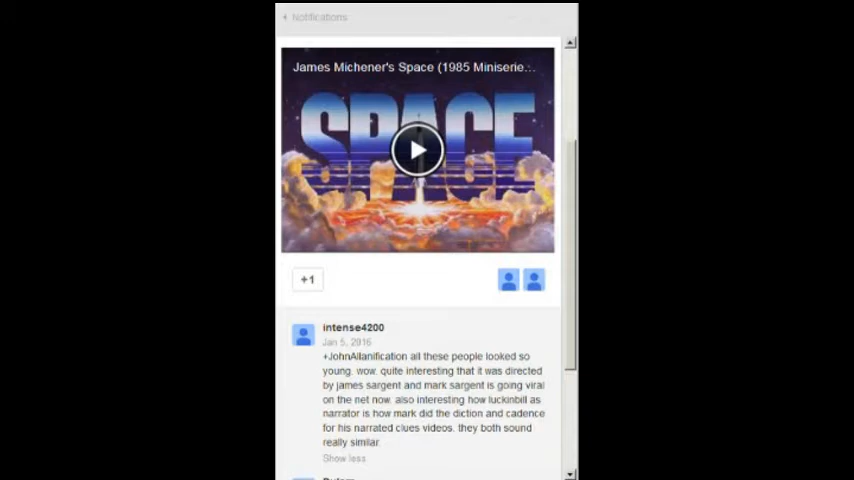 Notifications
James Michener's Space (1985 Miniserie...
SPACE
+1
intense4200
Jan 5, 2016
+JohnAllanification all these people looked so
young. wow. quite interesting that it was directed
by james sargent and mark sargent is going viral
on the net now. also interesting how luckinbill as
narrator is how mark did the diction and cadence
for his narrated clues videos. they both sound
really similar.
Show less